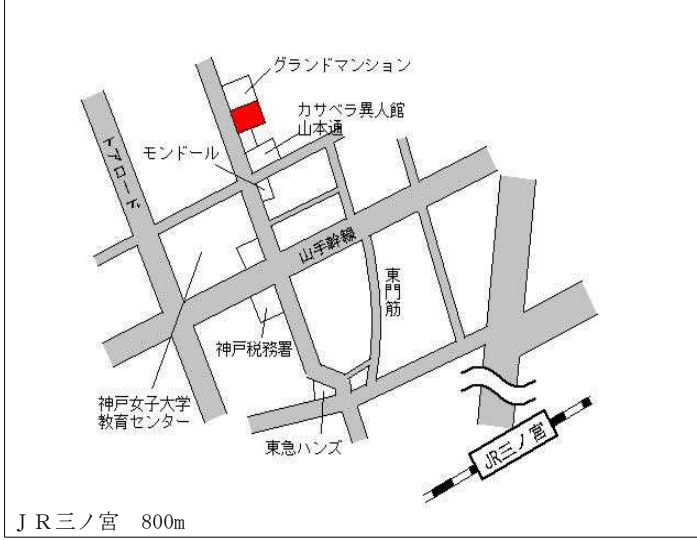 グランドマンション
カサベラ異人館
山本通
モンドール
トアロード
山手幹線
東門筋
神戸税務署
神戸女子大学
教育センター
東急ハンズ
JR三ノ宮
ＪＲ三ノ宮　800m